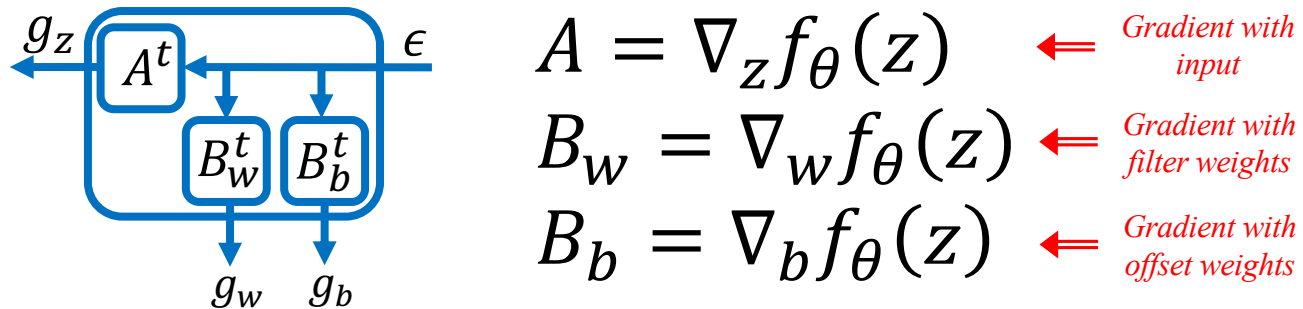 g_z
A^t
ϵ
B_w^t
B_b^t
g_w
g_b
A = ∇_z f_θ(z)
Gradient with
input
B_w = ∇_w f_θ(z)
Gradient with
filter weights
B_b = ∇_b f_θ(z)
Gradient with
offset weights